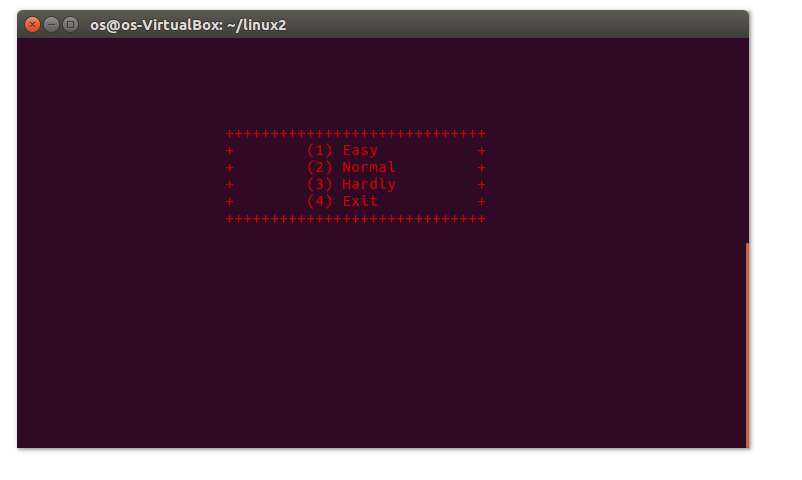 os@os-VirtualBox: ~/linux2
+++++++++++++++++++++++++++++
+        (1) Easy           +
+        (2) Normal         +
+        (3) Hardly         +
+        (4) Exit           +
+++++++++++++++++++++++++++++